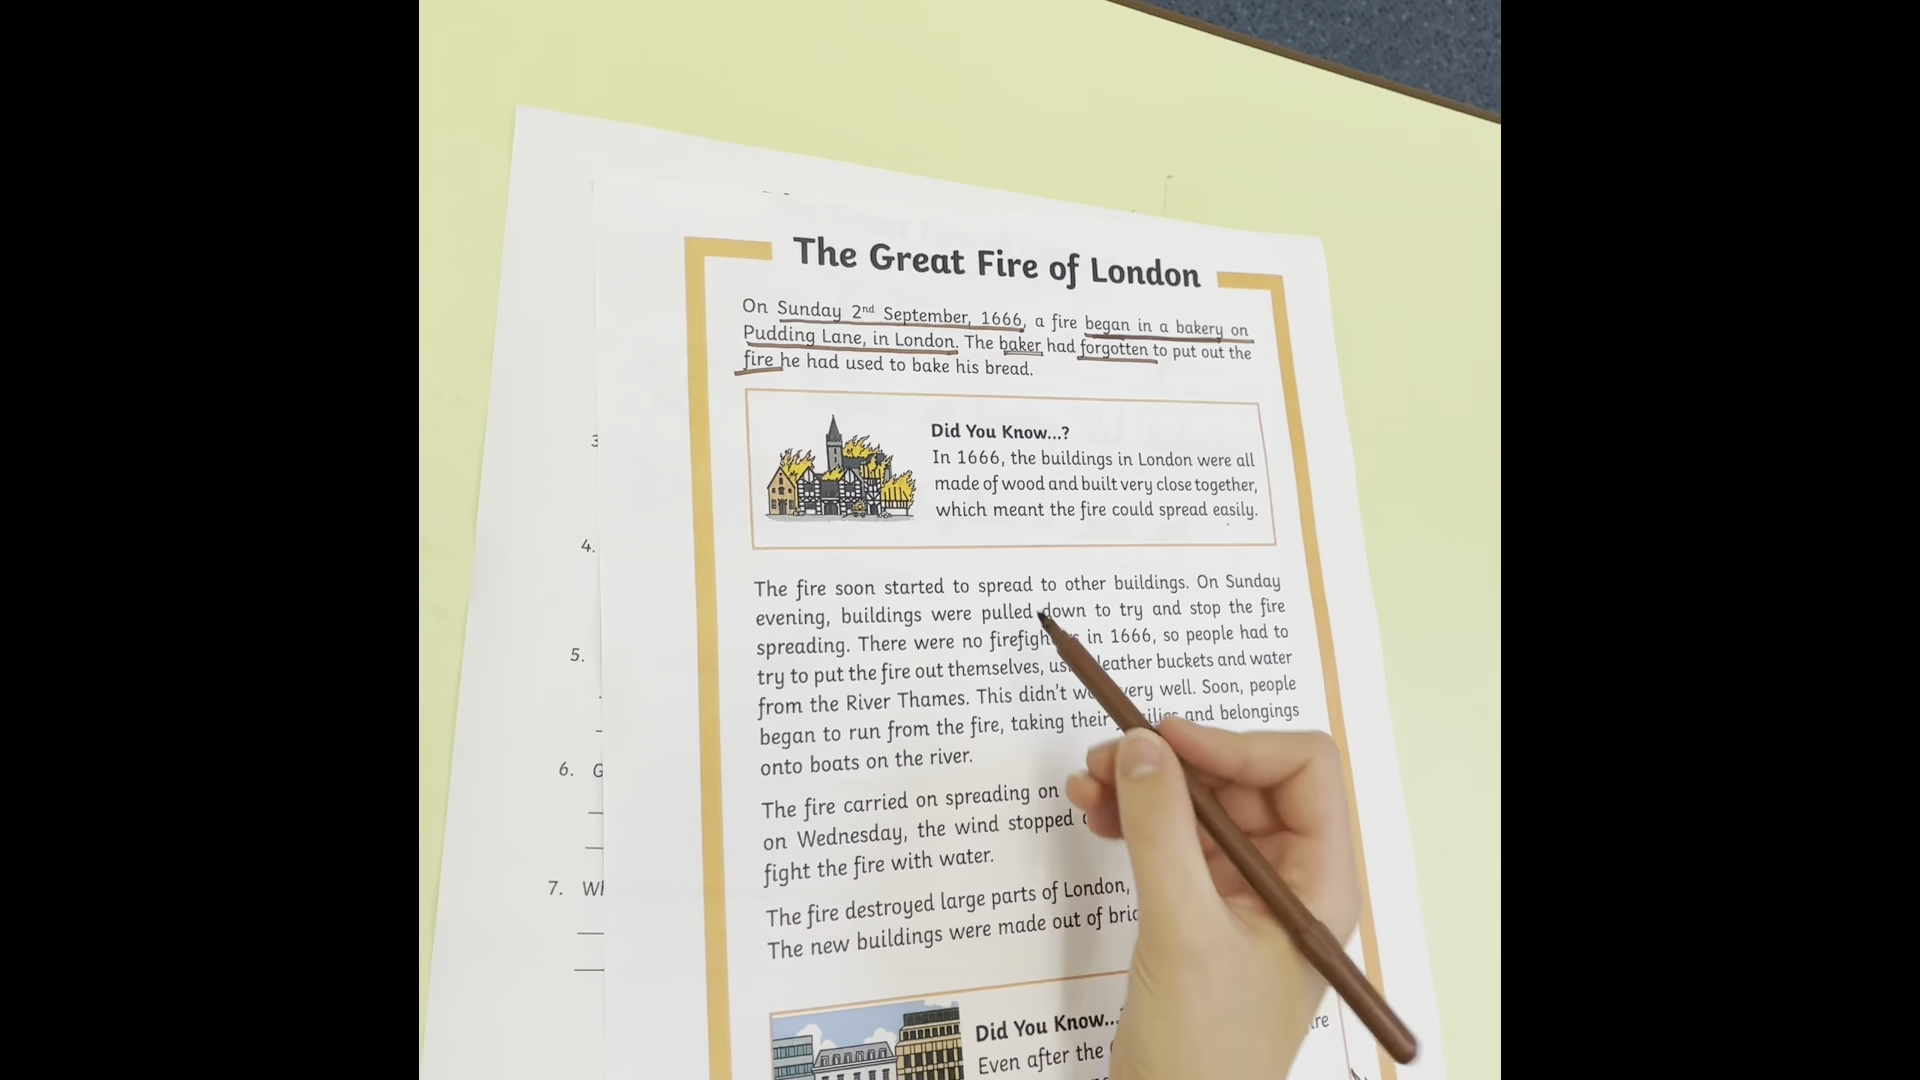 The Great Fire of London
On Sunday 2nd September, 1666, a fire began in a bakery on
Pudding Lane, in London. The baker had forgotten to put out the
fire he had used to bake his bread.
Did You Know...?
In 1666, the buildings in London were all
made of wood and built very close together,
which meant the fire could spread easily.
The fire soon started to spread to other buildings. On Sunday
evening, buildings were pulled down to try and stop the fire
spreading. There were no in 1666, so people had to
try to put the fire out themselves, leather buckets and water
from the River Thames. This didn't very well. Soon, people
began to run from the fire, taking their and belongings
onto boats on the river.
The fire carried on spreading on
on Wednesday, the wind stopped
fight the fire with water.
The fire destroyed large parts of London,
The new buildings were made out of
Did You Know...
Even after the
4.
5.
6. G
7. Wh